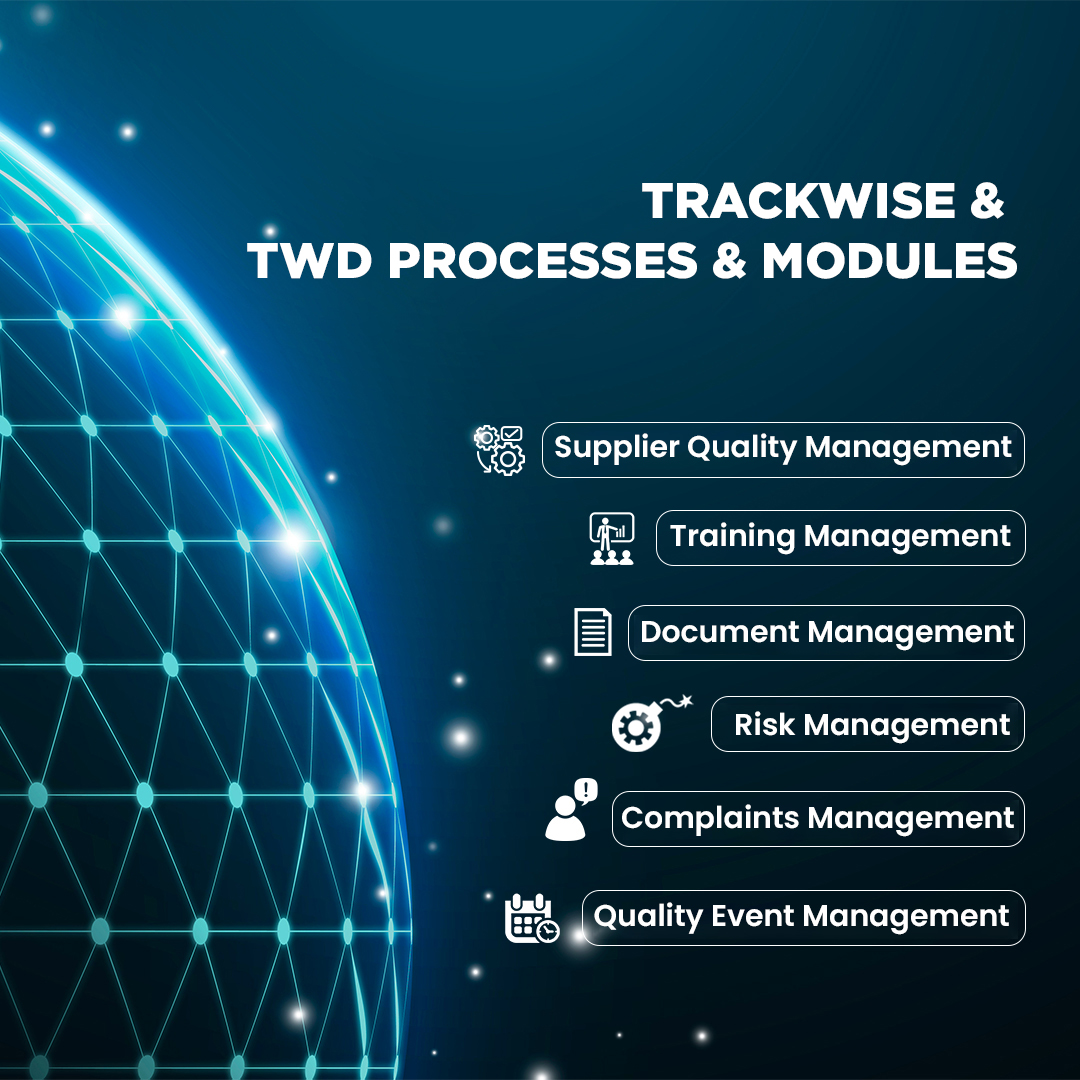 TRACKWISE &
TWD PROCESSES & MODULES
Supplier Quality Management
Training Management
Document Management
Risk Management
!
Complaints Management
Quality Event Management